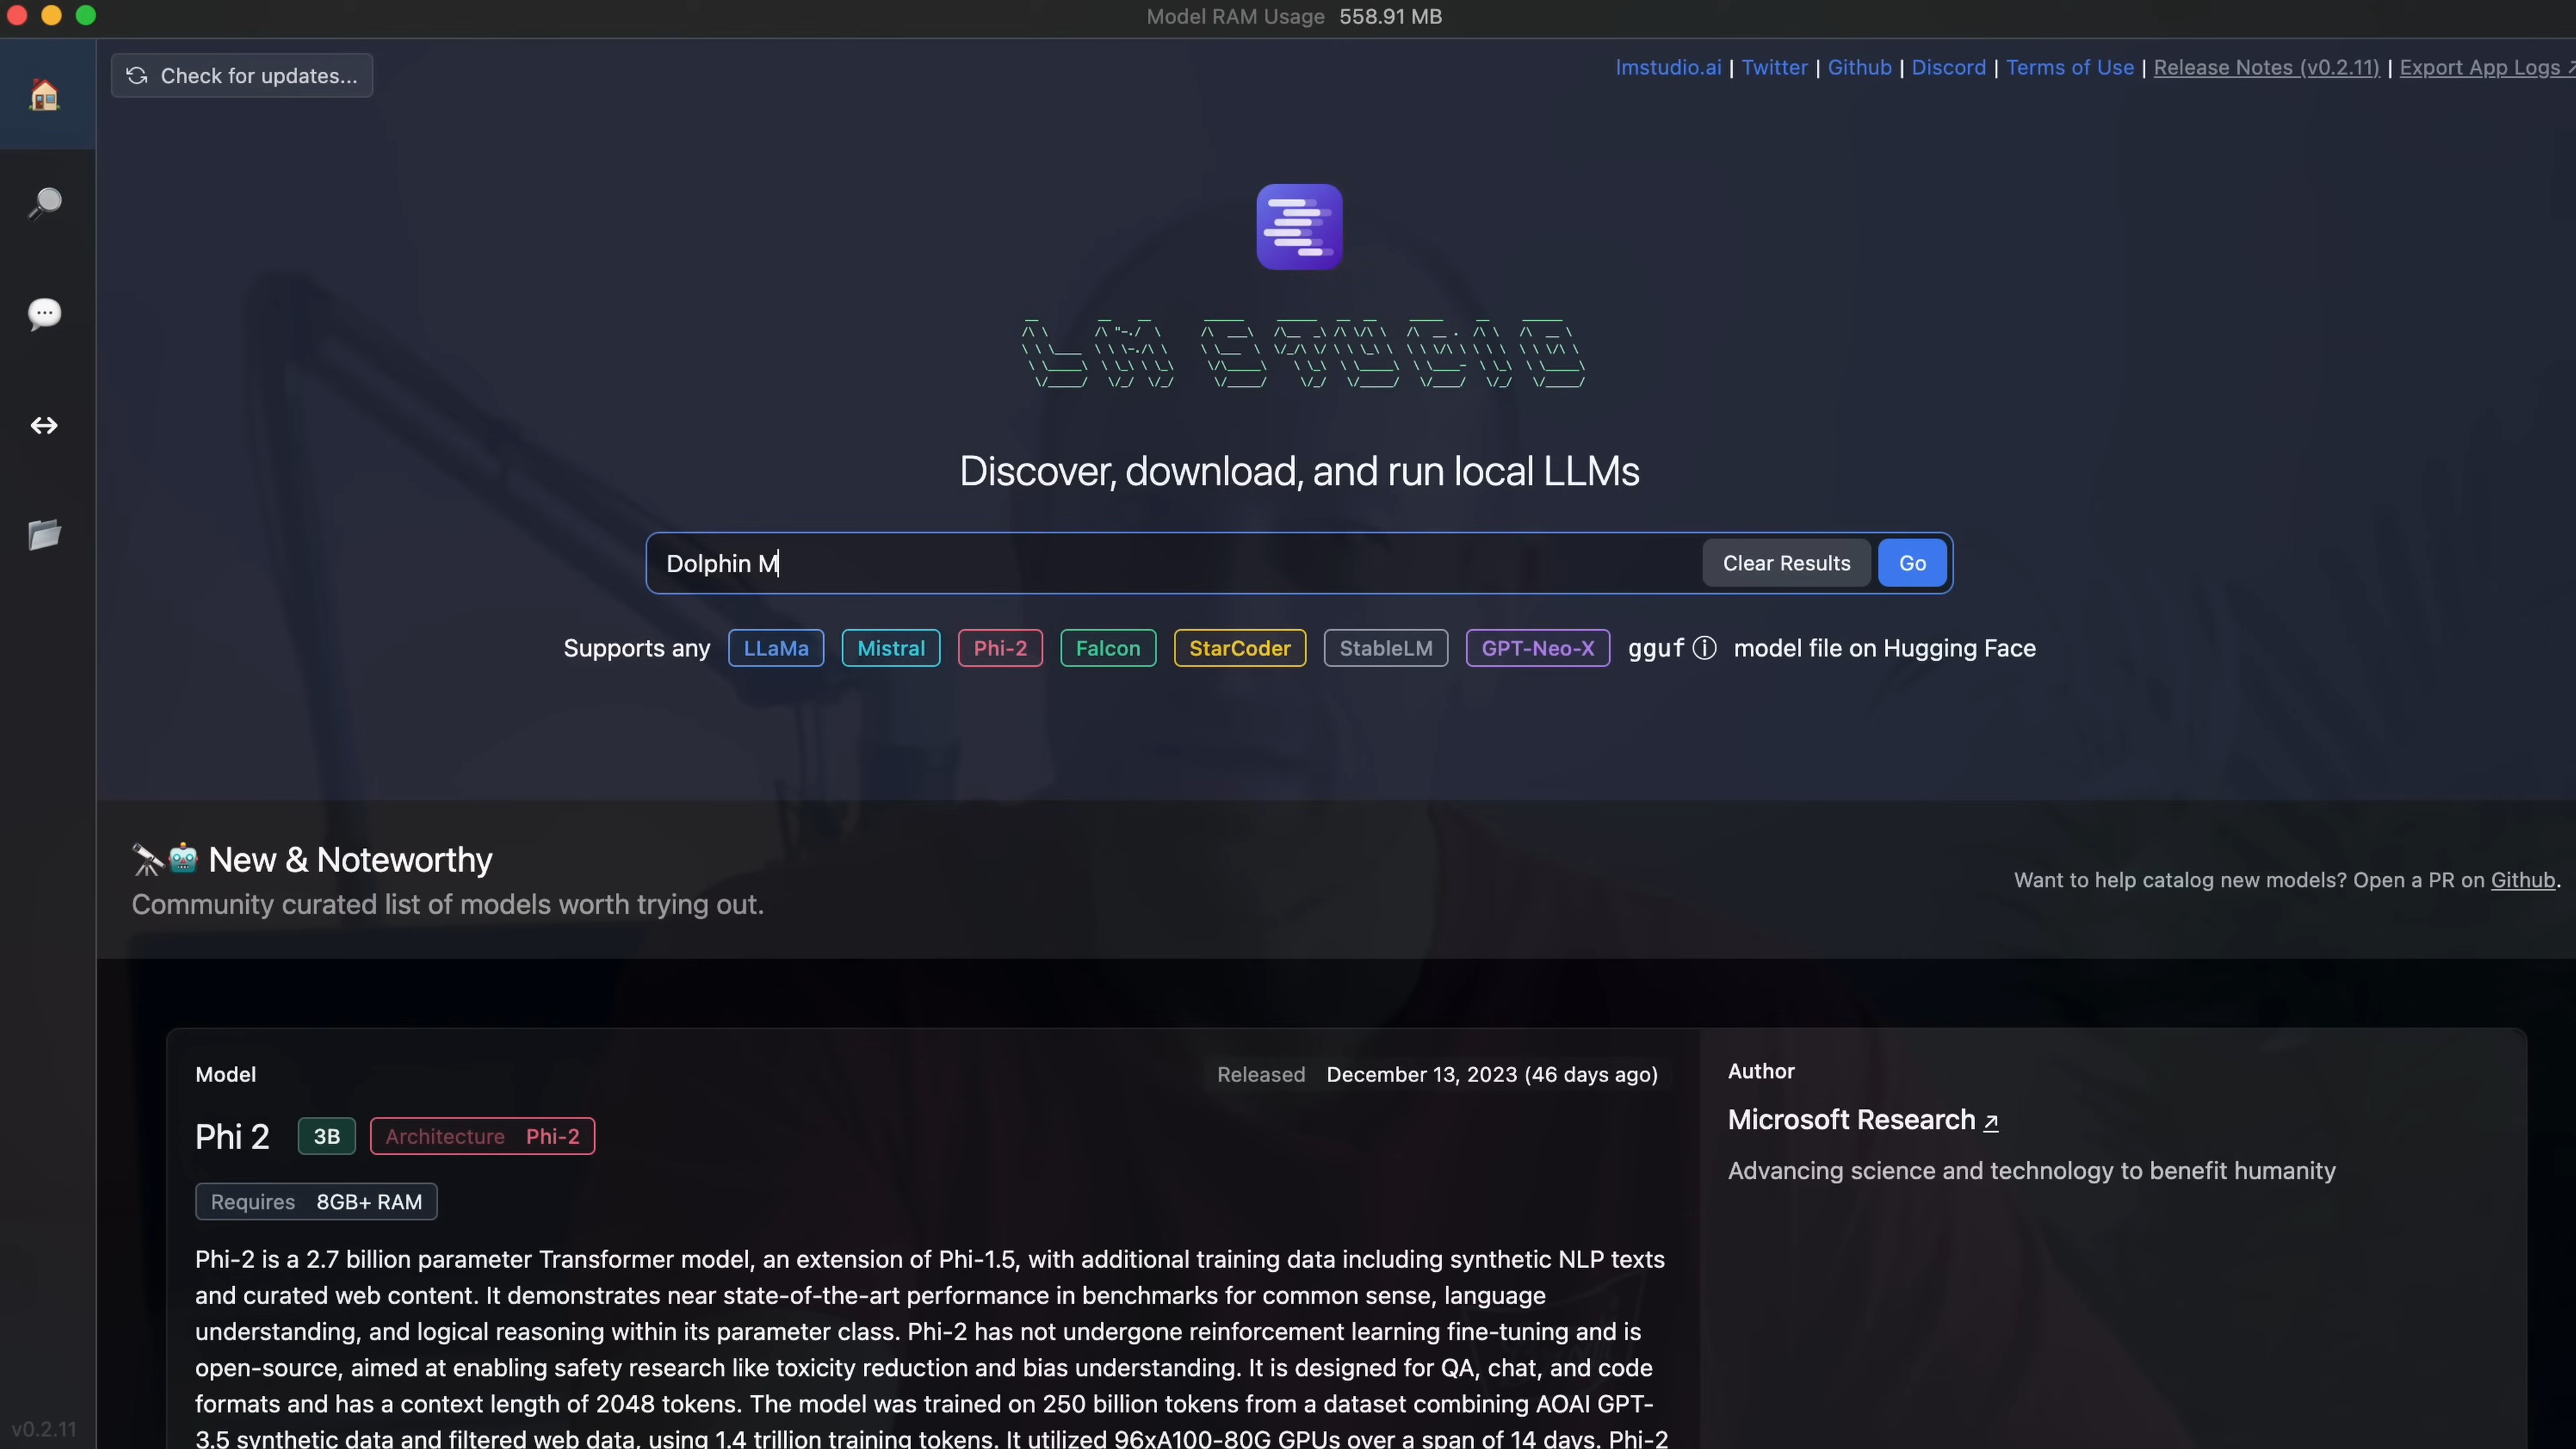 Model RAM Usage 558.91 MB
Check for updates...
lmstudio.ai | Twitter | Github | Discord | Terms of Use | Release Notes (v0.2.11) | Export App Logs
LM STUDIO
Discover, download, and run local LLMs
Dolphin M
Clear Results
Go
Supports any LLaMa Mistral Phi-2 Falcon StarCoder StableLM GPT-Neo-X gguf model file on Hugging Face
New & Noteworthy
Community curated list of models worth trying out.
Want to help catalog new models? Open a PR on Github.
Model
Released December 13, 2023 (46 days ago)
Phi 2 3B Architecture Phi-2
Requires 8GB+ RAM
Phi-2 is a 2.7 billion parameter Transformer model, an extension of Phi-1.5, with additional training data including synthetic NLP texts
and curated web content. It demonstrates near state-of-the-art performance in benchmarks for common sense, language
understanding, and logical reasoning within its parameter class. Phi-2 has not undergone reinforcement learning fine-tuning and is
open-source, aimed at enabling safety research like toxicity reduction and bias understanding. It is designed for QA, chat, and code
formats and has a context length of 2048 tokens. The model was trained on 250 billion tokens from a dataset combining AOAI GPT-
3.5 synthetic data and filtered web data, using 1.4 trillion training tokens. It utilized 96xA100-80G GPUs over a span of 14 days. Phi-2
Author
Microsoft Research
Advancing science and technology to benefit humanity
v0.2.11